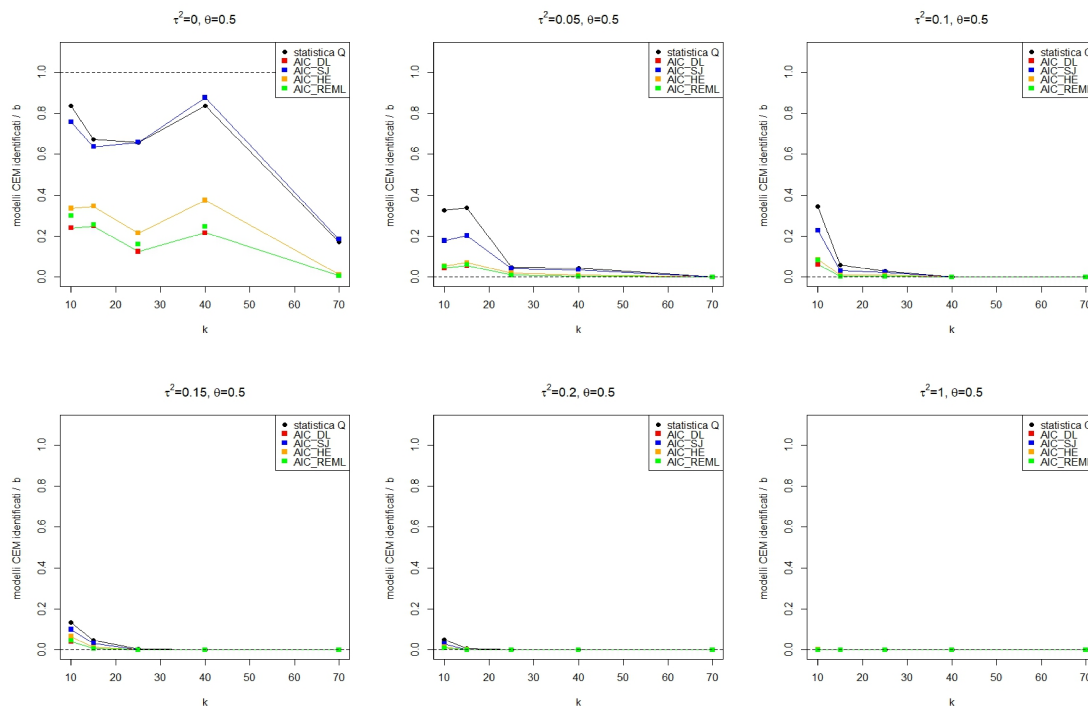 τ²=0, θ=0.5
statistica Q
AIC_DL
AIC_SJ
AIC_HE
AIC_REML
modelli CEM identificati / b
0.0 0.2 0.4 0.6 0.8 1.0
10 20 30 40 50 60 70
k
τ²=0.05, θ=0.5
statistica Q
AIC_DL
AIC_SJ
AIC_HE
AIC_REML
modelli CEM identificati / b
0.0 0.2 0.4 0.6 0.8 1.0
10 20 30 40 50 60 70
k
τ²=0.1, θ=0.5
statistica Q
AIC_DL
AIC_SJ
AIC_HE
AIC_REML
modelli CEM identificati / b
0.0 0.2 0.4 0.6 0.8 1.0
10 20 30 40 50 60 70
k
τ²=0.15, θ=0.5
statistica Q
AIC_DL
AIC_SJ
AIC_HE
AIC_REML
modelli CEM identificati / b
0.0 0.2 0.4 0.6 0.8 1.0
10 20 30 40 50 60 70
k
τ²=0.2, θ=0.5
statistica Q
AIC_DL
AIC_SJ
AIC_HE
AIC_REML
modelli CEM identificati / b
0.0 0.2 0.4 0.6 0.8 1.0
10 20 30 40 50 60 70
k
τ²=1, θ=0.5
statistica Q
AIC_DL
AIC_SJ
AIC_HE
AIC_REML
modelli CEM identificati / b
0.0 0.2 0.4 0.6 0.8 1.0
10 20 30 40 50 60 70
k